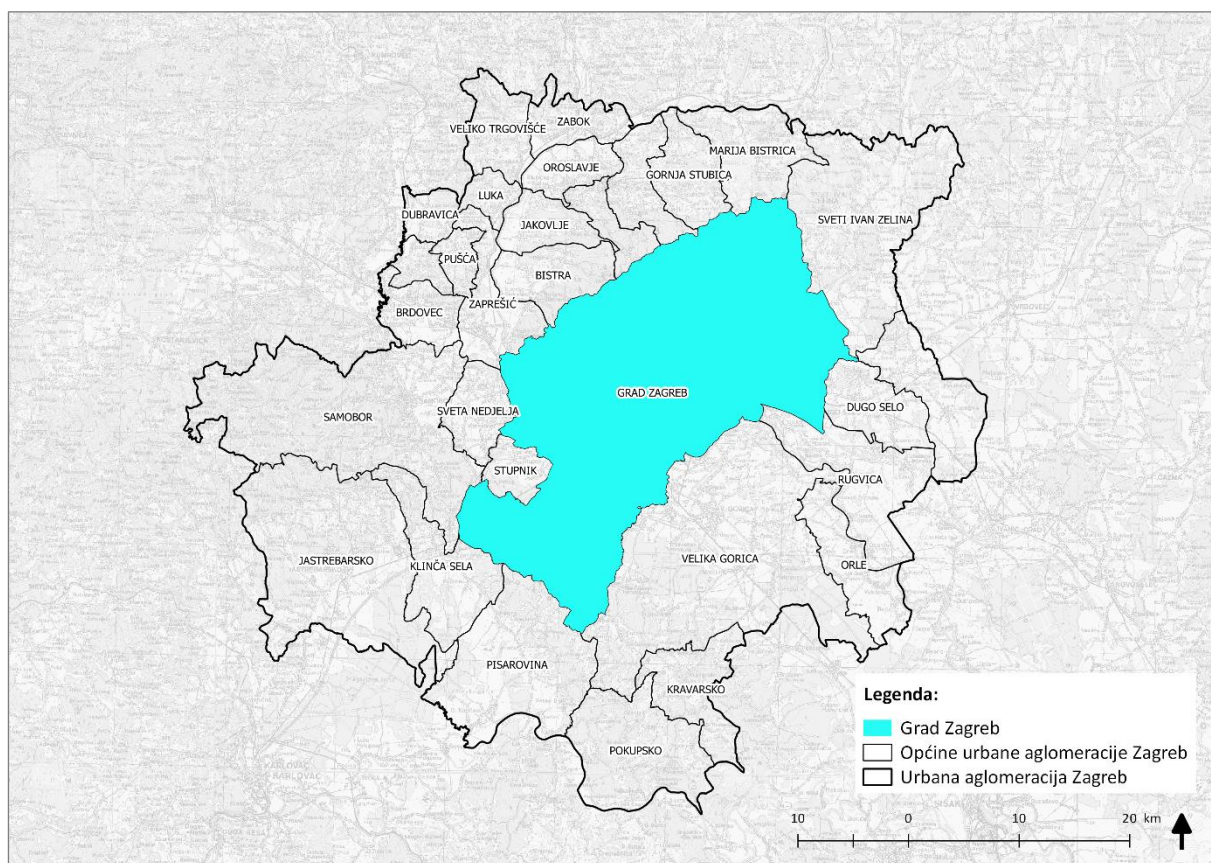 ZABOK
VELIKO TRGOVIŠĆE
MARIJA BISTRICA
OROSLAVJE
GORNJA STUBICA
LUKA
DUBRAVICA
SVETI IVAN ZELINA
JAKOVLJE
PUŠĆA
BISTRA
ZAPREŠIĆ
BRDOVEC
GRAD ZAGREB
DUGO SELO
SAMOBOR
SVETA NEDJELJA
STUPNIK
RUGVICA
JASTREBARSKO
KLINČA SELA
VELIKA GORICA
ORLE
PISAROVINA
KRAVARSKO
POKUPSKO
KARLOVAC
Legenda:
Grad Zagreb
Općine urbane aglomeracije Zagreb
Urbana aglomeracija Zagreb
10 0 10 20 km